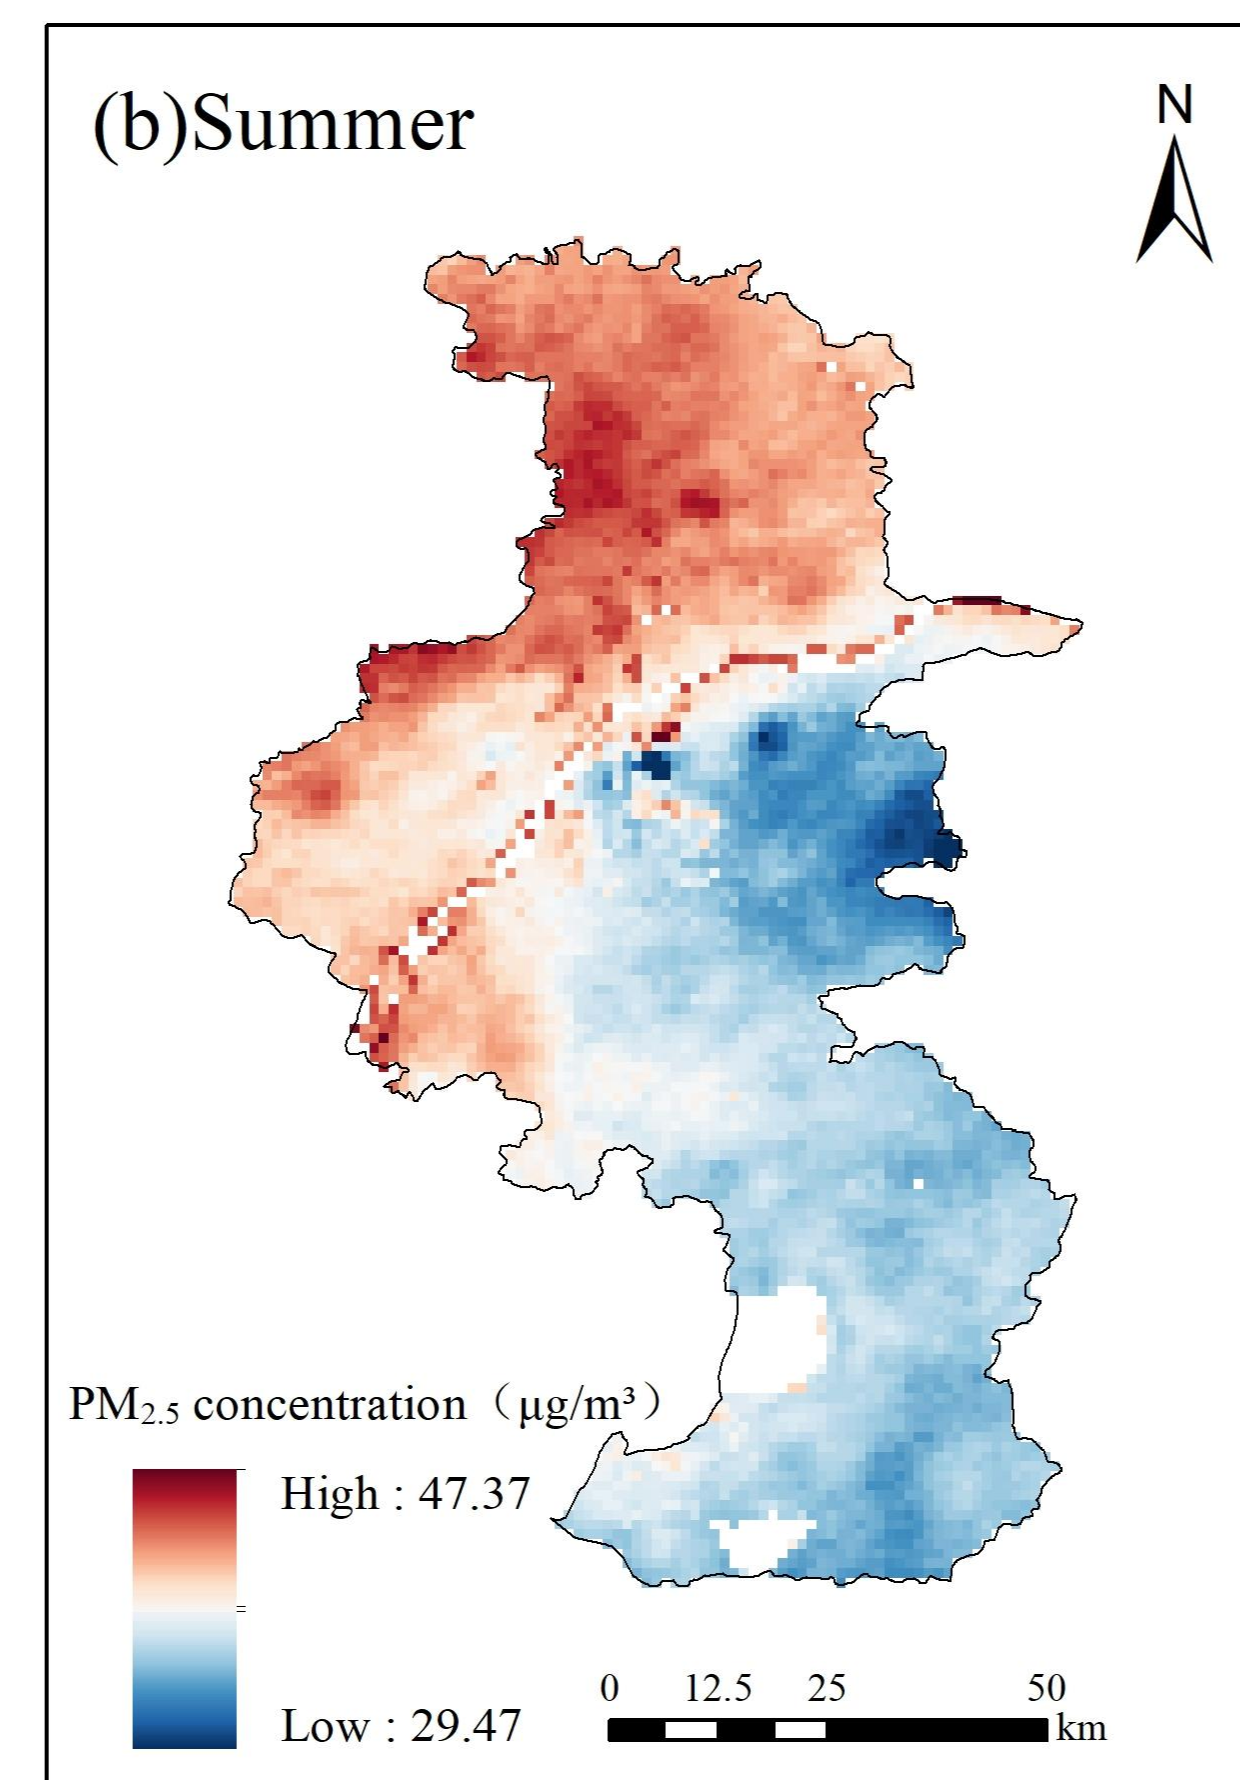 (b)Summer
N
PM₂.₅ concentration（μg/m³）
High : 47.37
Low : 29.47
0 12.5 25 50
km